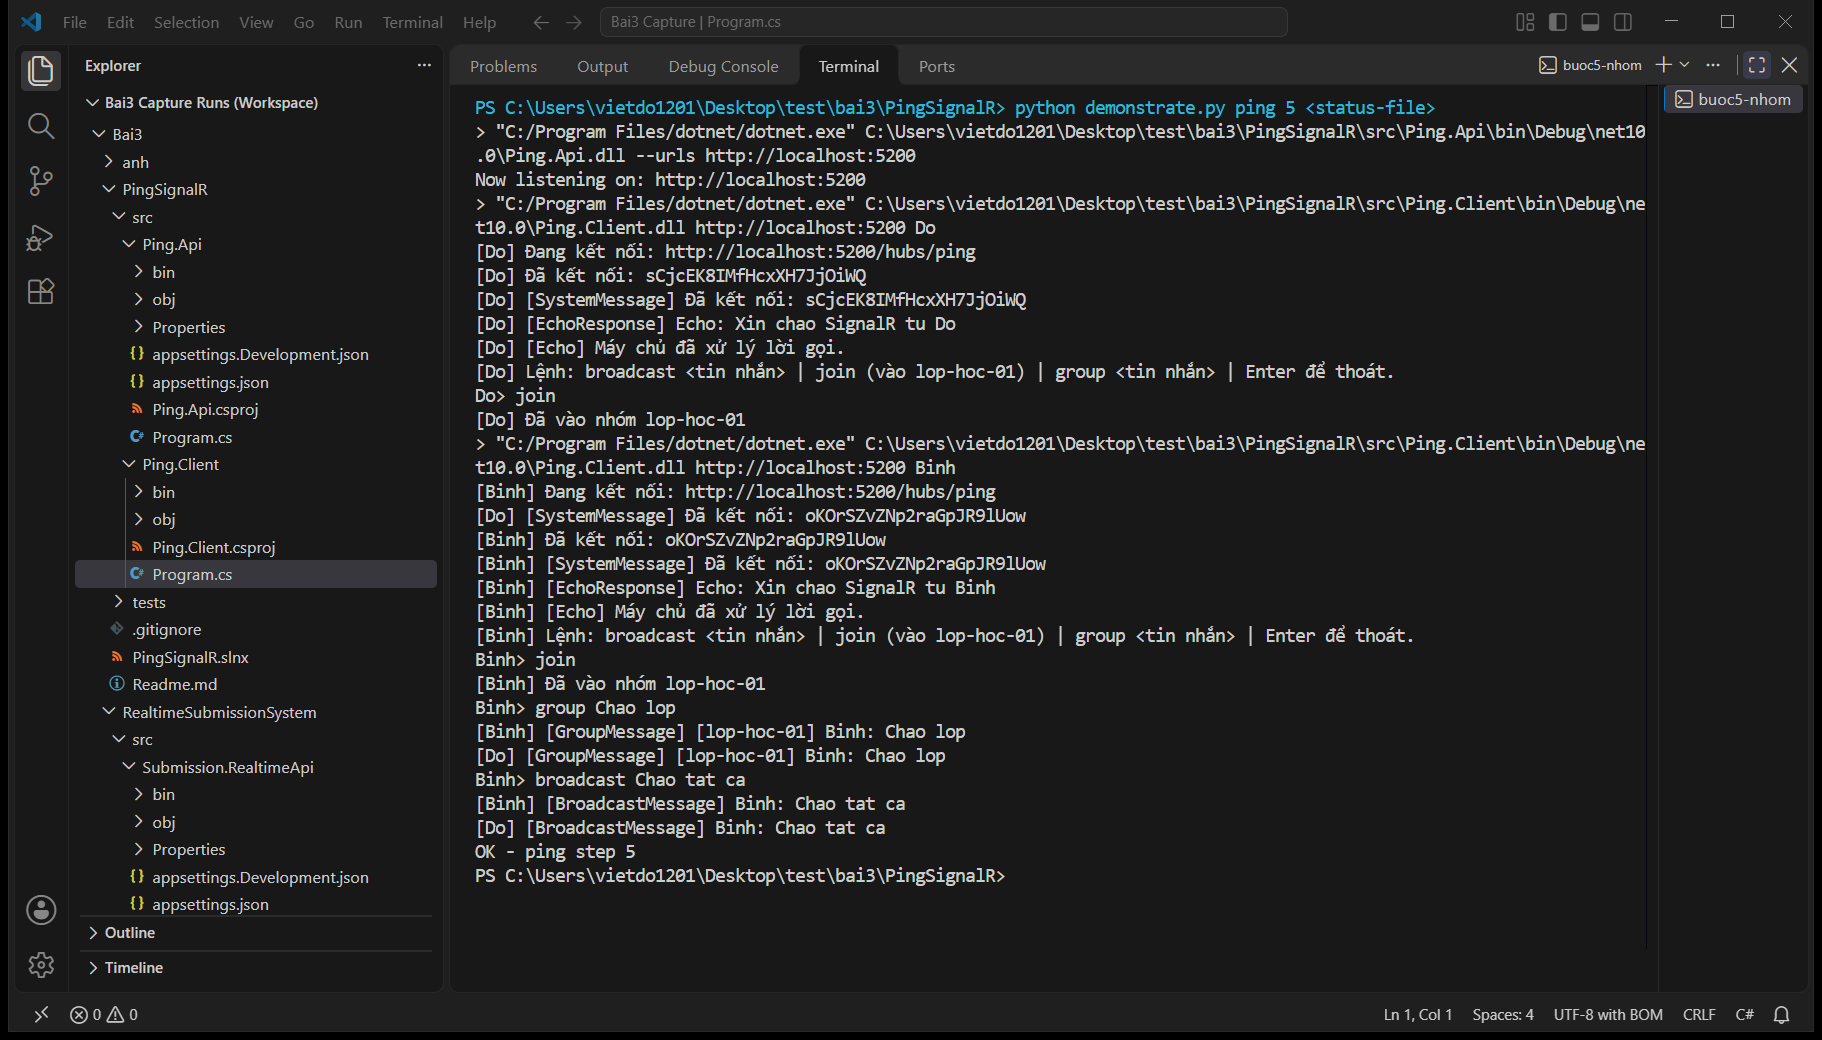 File Edit Selection View Go Run Terminal Help
Bai3 Capture | Program.cs
Explorer
Bai3 Capture Runs (Workspace)
Bai3
anh
PingSignalR
src
Ping.Api
bin
obj
Properties
appsettings.Development.json
appsettings.json
Ping.Api.csproj
Program.cs
Ping.Client
bin
obj
Ping.Client.csproj
Program.cs
tests
.gitignore
PingSignalR.slnx
Readme.md
RealtimeSubmissionSystem
src
Submission.RealtimeApi
bin
obj
Properties
appsettings.Development.json
appsettings.json
Outline
Timeline
Problems Output Debug Console Terminal Ports
buoc5-nhom
buoc5-nhom
PS C:\Users\vietdo1201\Desktop\test\bai3\PingSignalR> python demonstrate.py ping 5 <status-file>
> "C:/Program Files/dotnet/dotnet.exe" C:\Users\vietdo1201\Desktop\test\bai3\PingSignalR\src\Ping.Api\bin\Debug\net10
.0\Ping.Api.dll --urls http://localhost:5200
Now listening on: http://localhost:5200
> "C:/Program Files/dotnet/dotnet.exe" C:\Users\vietdo1201\Desktop\test\bai3\PingSignalR\src\Ping.Client\bin\Debug\ne
t10.0\Ping.Client.dll http://localhost:5200 Do
[Do] Đang kết nối: http://localhost:5200/hubs/ping
[Do] Đã kết nối: sCjcEK8IMfHcxXH7JjOiWQ
[Do] [SystemMessage] Đã kết nối: sCjcEK8IMfHcxXH7JjOiWQ
[Do] [EchoResponse] Echo: Xin chao SignalR tu Do
[Do] [Echo] Máy chủ đã xử lý lời gọi.
[Do] Lệnh: broadcast <tin nhắn> | join (vào lop-hoc-01) | group <tin nhắn> | Enter để thoát.
Do> join
[Do] Đã vào nhóm lop-hoc-01
> "C:/Program Files/dotnet/dotnet.exe" C:\Users\vietdo1201\Desktop\test\bai3\PingSignalR\src\Ping.Client\bin\Debug\ne
t10.0\Ping.Client.dll http://localhost:5200 Binh
[Binh] Đang kết nối: http://localhost:5200/hubs/ping
[Do] [SystemMessage] Đã kết nối: oKOrSZvZNp2raGpJR9lUow
[Binh] Đã kết nối: oKOrSZvZNp2raGpJR9lUow
[Binh] [SystemMessage] Đã kết nối: oKOrSZvZNp2raGpJR9lUow
[Binh] [EchoResponse] Echo: Xin chao SignalR tu Binh
[Binh] [Echo] Máy chủ đã xử lý lời gọi.
[Binh] Lệnh: broadcast <tin nhắn> | join (vào lop-hoc-01) | group <tin nhắn> | Enter để thoát.
Binh> join
[Binh] Đã vào nhóm lop-hoc-01
Binh> group Chao lop
[Binh] [GroupMessage] [lop-hoc-01] Binh: Chao lop
[Do] [GroupMessage] [lop-hoc-01] Binh: Chao lop
Binh> broadcast Chao tat ca
[Binh] [BroadcastMessage] Binh: Chao tat ca
[Do] [BroadcastMessage] Binh: Chao tat ca
OK - ping step 5
PS C:\Users\vietdo1201\Desktop\test\bai3\PingSignalR>
0 0
Ln 1, Col 1 Spaces: 4 UTF-8 with BOM CRLF C#